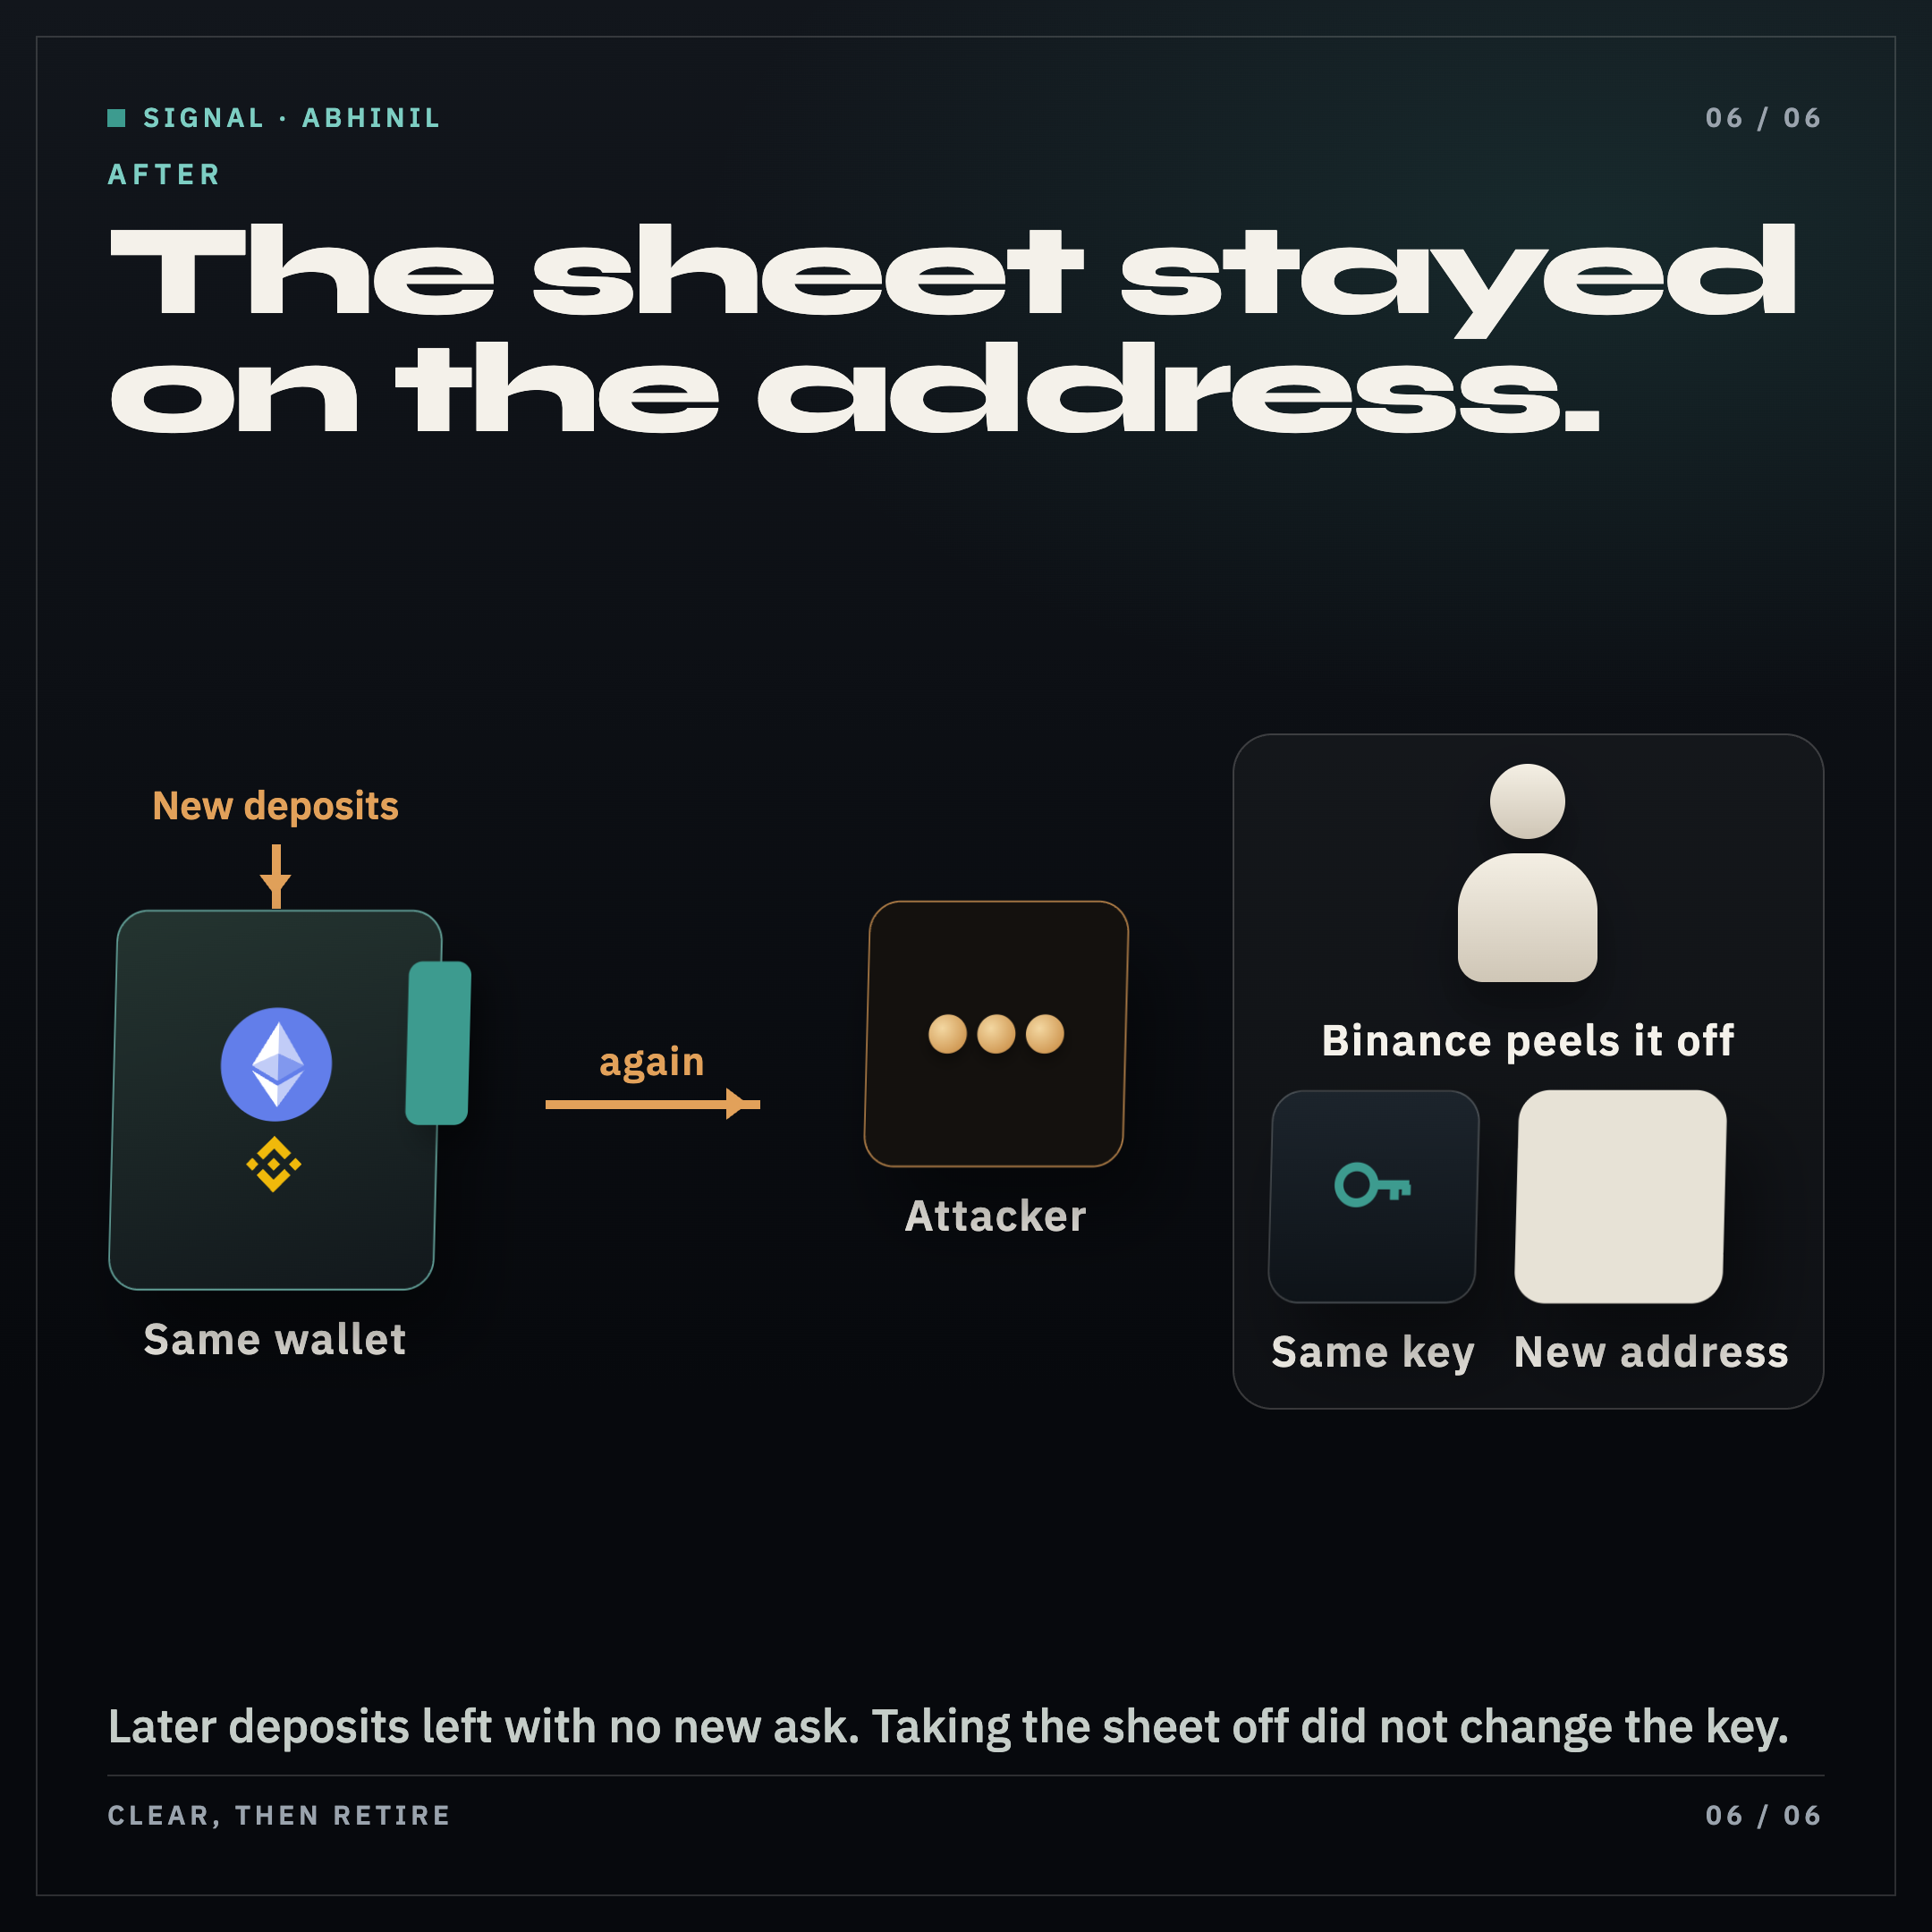 SIGNAL · ABHINIL
06 / 06
AFTER
The sheet stayed
on the address.
New deposits
Same wallet
again
Attacker
Binance peels it off
Same key
New address
Later deposits left with no new ask. Taking the sheet off did not change the key.
CLEAR, THEN RETIRE
06 / 06